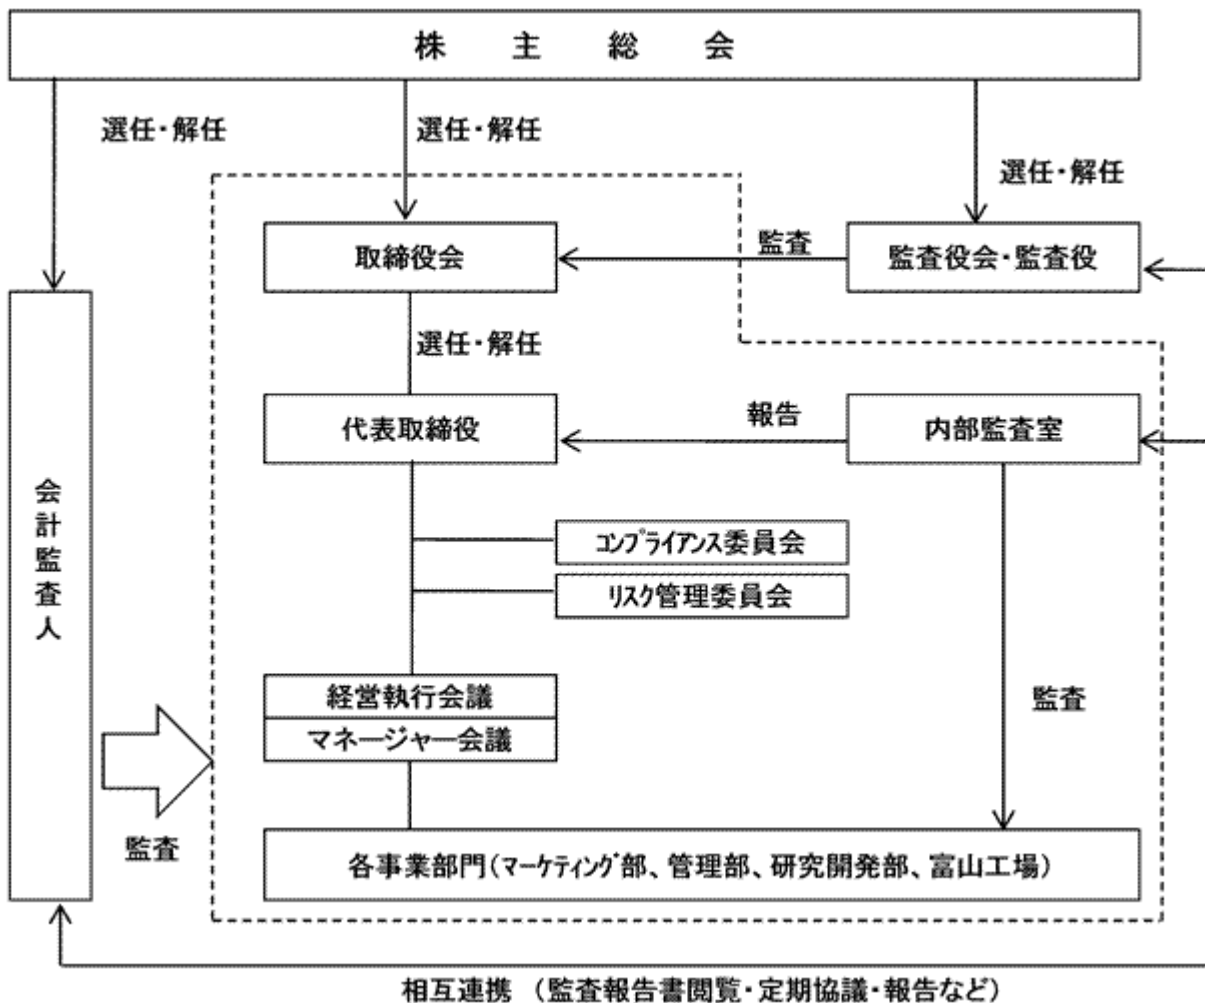 株主総会
選任・解任
選任・解任
選任・解任
取締役会
監査
監査役会・監査役
選任・解任
代表取締役
報告
内部監査室
会計監査人
コンプライアンス委員会
リスク管理委員会
経営執行会議
マネージャー会議
監査
監査
各事業部門(マーケティング部、管理部、研究開発部、富山工場)
相互連携 (監査報告書閲覧・定期協議・報告など)